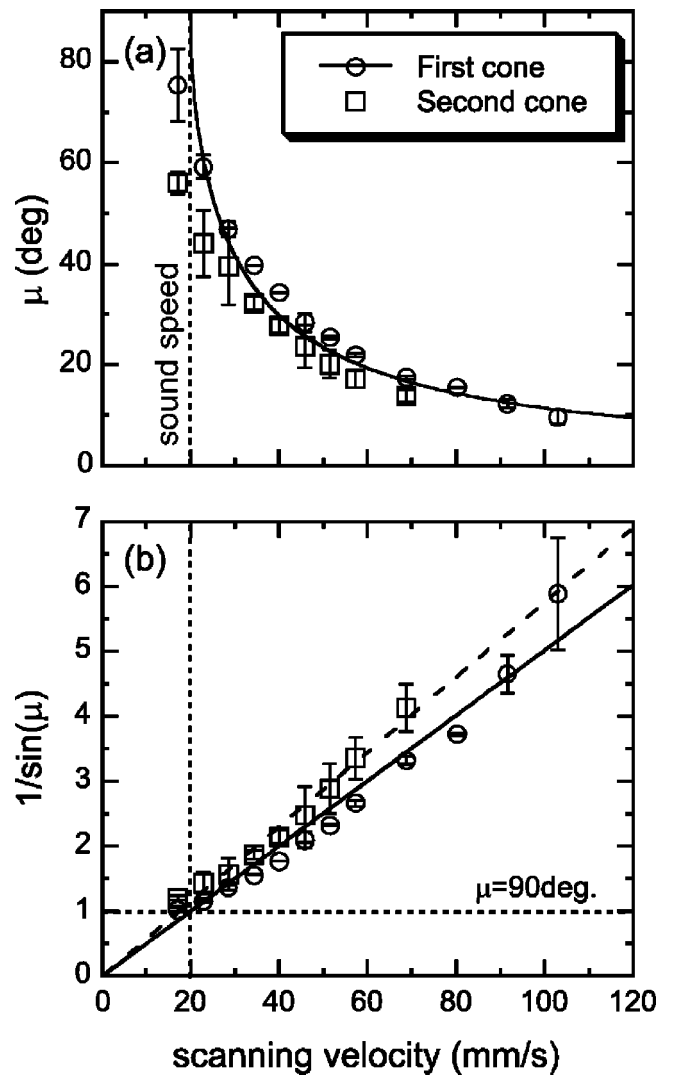 (a)
First cone
Second cone
80
60
40
20
0
μ (deg)
sound speed
(b)
7
6
5
4
3
2
1
0
1/sin(μ)
μ=90deg.
0 20 40 60 80 100 120
scanning velocity (mm/s)